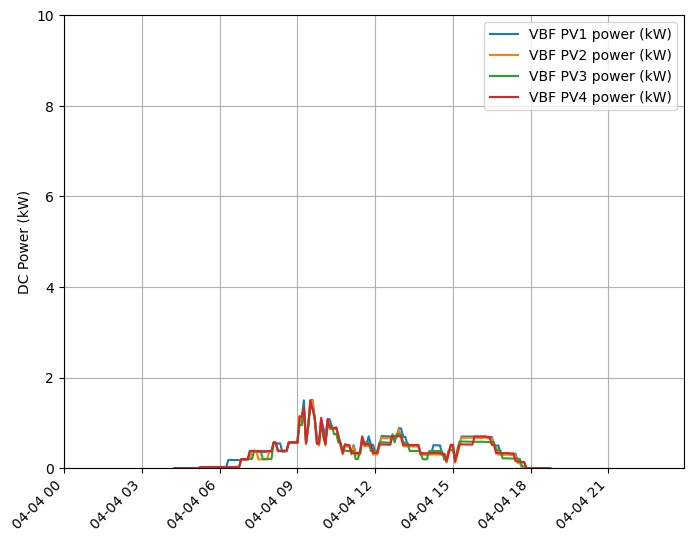 10
8
6
4
2
0
DC Power (kW)
VBF PV1 power (kW)
VBF PV2 power (kW)
VBF PV3 power (kW)
VBF PV4 power (kW)
04-04 00
04-04 03
04-04 06
04-04 09
04-04 12
04-04 15
04-04 18
04-04 21